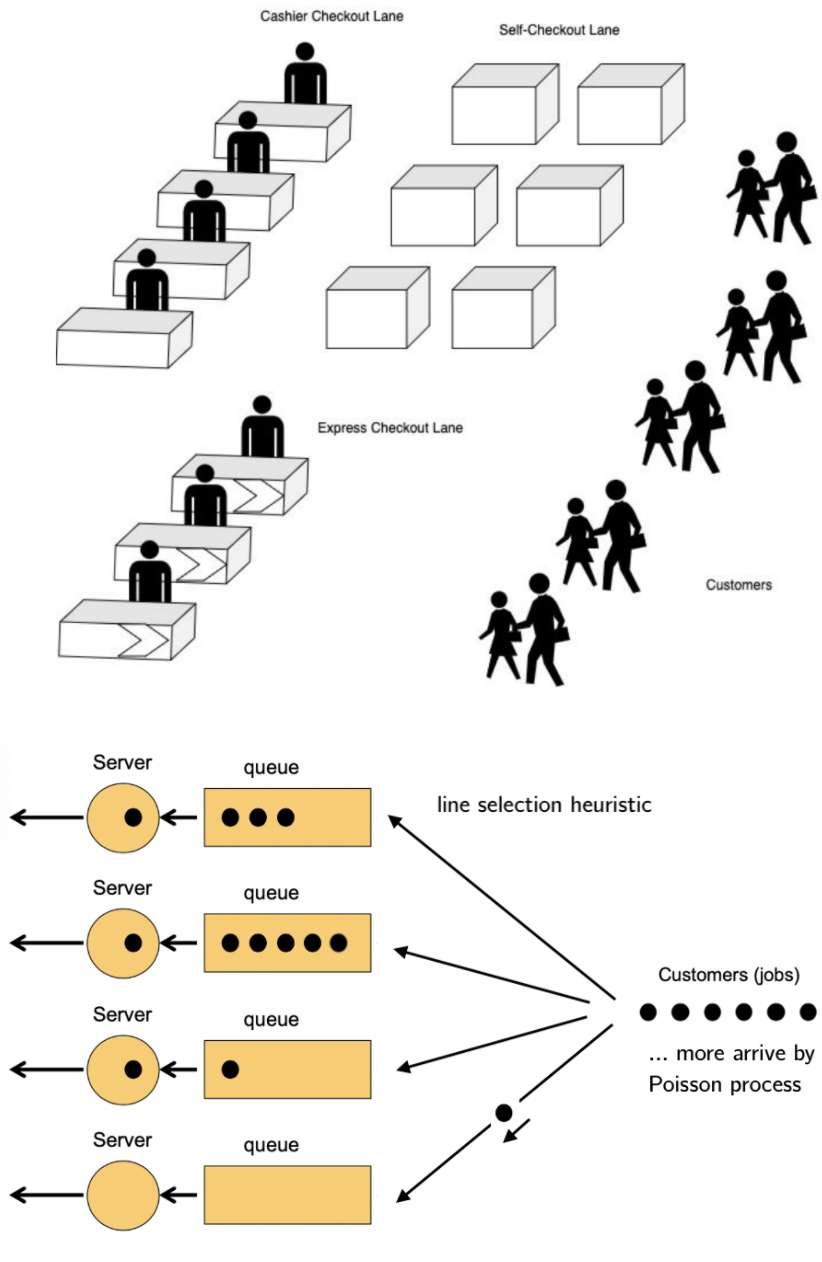 Cashier Checkout Lane
Self-Checkout Lane
Express Checkout Lane
Customers
Server
queue
line selection heuristic
Server
queue
Customers (jobs)
... more arrive by
Poisson process
Server
queue
Server
queue